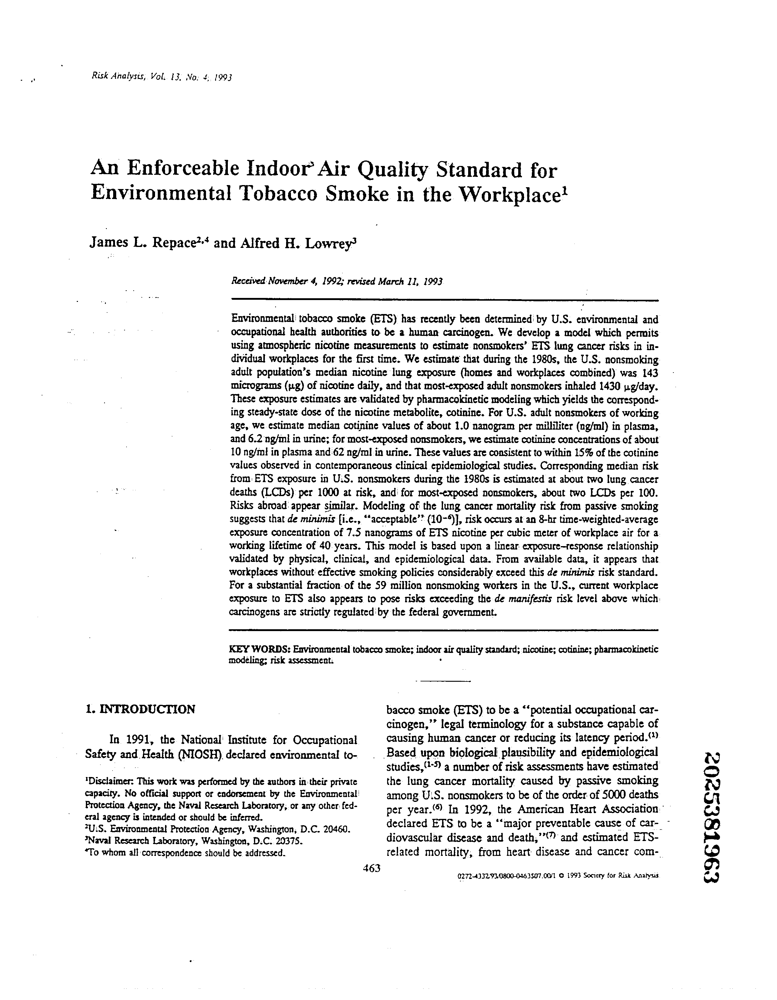 Risk Analysis, Vol. 13, No. 4, 1993
An Enforceable Indoor Air Quality Standard for
Environmental Tobacco Smoke in the Workplace¹
James L. Repace²,⁴ and Alfred H. Lowrey³
Received November 4, 1992; revised March 11, 1993
Environmental tobacco smoke (ETS) has recently been determined by U.S. environmental and
occupational health authorities to be a human carcinogen. We develop a model which permits
using atmospheric nicotine measurements to estimate nonsmokers' ETS lung cancer risks in in-
dividual workplaces for the first time. We estimate that during the 1980s, the U.S. nonsmoking
adult population's median nicotine lung exposure (homes and workplaces combined) was 143
micrograms (μg) of nicotine daily, and that most-exposed adult nonsmokers inhaled 1430 μg/day.
These exposure estimates are validated by pharmacokinetic modeling which yields the correspond-
ing steady-state dose of the nicotine metabolite, cotinine. For U.S. adult nonsmokers of working
age, we estimate median cotinine values of about 1.0 nanogram per milliliter (ng/ml) in plasma,
and 6.2 ng/ml in urine; for most-exposed nonsmokers, we estimate cotinine concentrations of about
10 ng/ml in plasma and 62 ng/ml in urine. These values are consistent to within 15% of the cotinine
values observed in contemporaneous clinical epidemiological studies. Corresponding median risk
from ETS exposure in U.S. nonsmokers during the 1980s is estimated at about two lung cancer
deaths (LCDs) per 1000 at risk, and for most-exposed nonsmokers, about two LCDs per 100.
Risks abroad appear similar. Modeling of the lung cancer mortality risk from passive smoking
suggests that de minimis [i.e., "acceptable" (10⁻⁶)], risk occurs at an 8-hr time-weighted-average
exposure concentration of 7.5 nanograms of ETS nicotine per cubic meter of workplace air for a
working lifetime of 40 years. This model is based upon a linear exposure–response relationship
validated by physical, clinical, and epidemiological data. From available data, it appears that
workplaces without effective smoking policies considerably exceed this de minimis risk standard.
For a substantial fraction of the 59 million nonsmoking workers in the U.S., current workplace
exposure to ETS also appears to pose risks exceeding the de manifestis risk level above which
carcinogens are strictly regulated by the federal government.
KEY WORDS: Environmental tobacco smoke; indoor air quality standard; nicotine; cotinine; pharmacokinetic
modeling; risk assessment.
1. INTRODUCTION
In 1991, the National Institute for Occupational
Safety and Health (NIOSH) declared environmental to-
¹Disclaimer: This work was performed by the authors in their private
capacity. No official support or endorsement by the Environmental
Protection Agency, the Naval Research Laboratory, or any other fed-
eral agency is intended or should be inferred.
²U.S. Environmental Protection Agency, Washington, D.C. 20460.
³Naval Research Laboratory, Washington, D.C. 20375.
⁴To whom all correspondence should be addressed.
bacco smoke (ETS) to be a "potential occupational car-
cinogen," legal terminology for a substance capable of
causing human cancer or reducing its latency period.(1)
Based upon biological plausibility and epidemiological
studies,(1-5) a number of risk assessments have estimated
the lung cancer mortality caused by passive smoking
among U.S. nonsmokers to be of the order of 5000 deaths
per year.(6) In 1992, the American Heart Association
declared ETS to be a "major preventable cause of car-
diovascular disease and death,"(7) and estimated ETS-
related mortality, from heart disease and cancer com-
463
0272-4332/93/0800-0463$07.00/1 © 1993 Society for Risk Analysis
2025381963